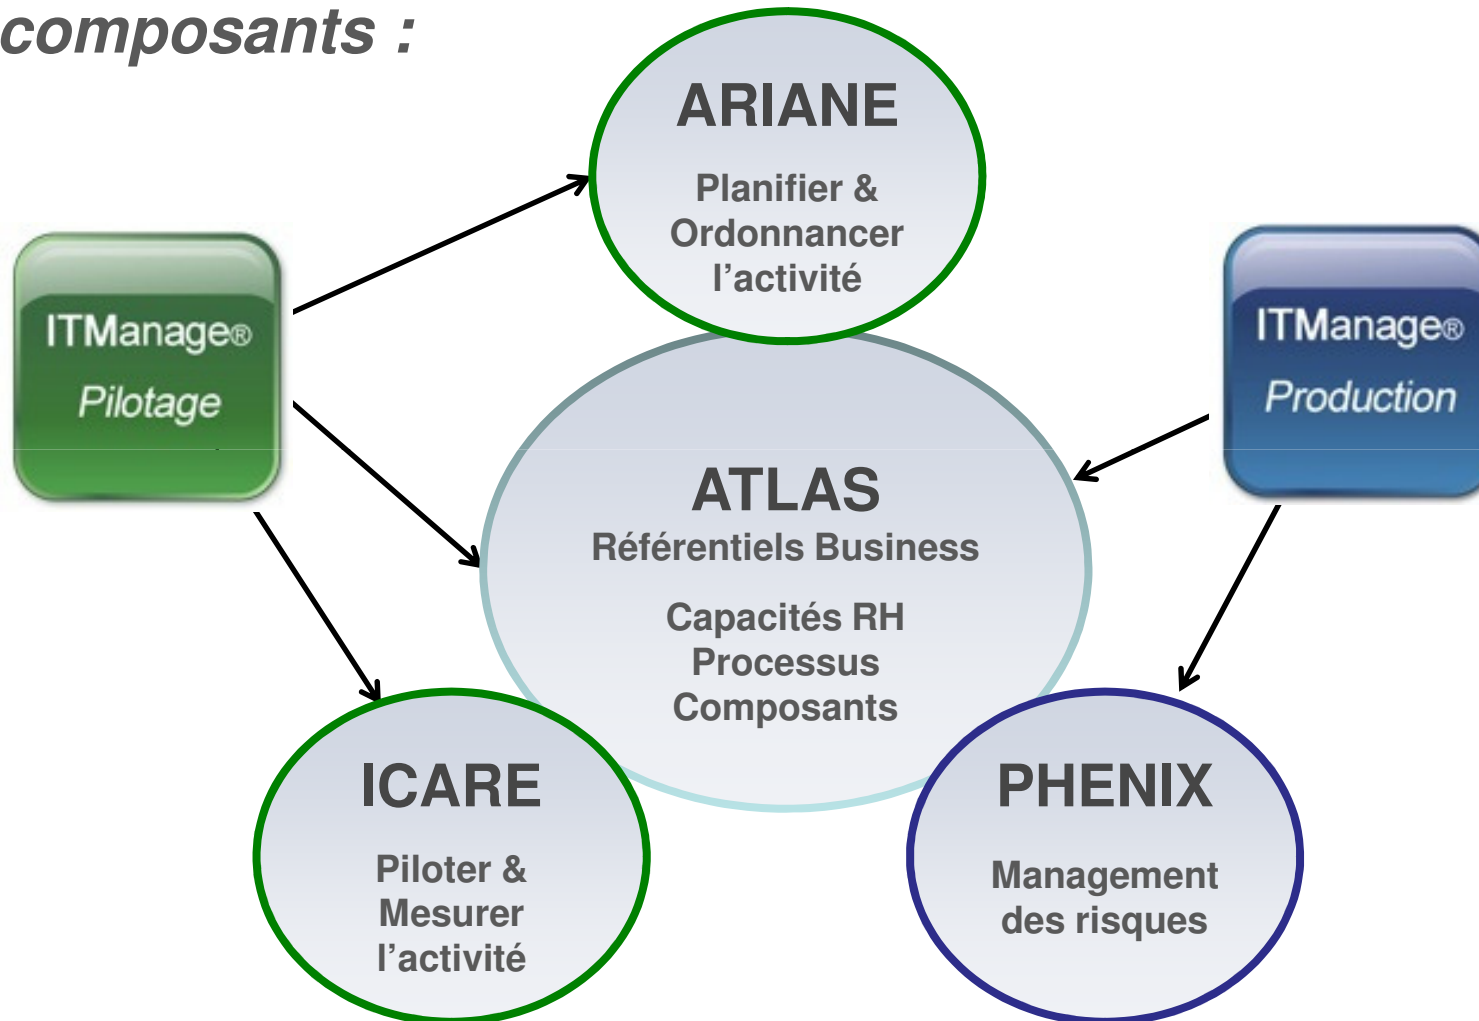 composants :
ARIANE
Planifier &
Ordonnancer
l’activité
ITManage®
Pilotage
ITManage®
Production
ATLAS
Référentiels Business
Capacités RH
Processus
Composants
ICARE
Piloter &
Mesurer
l’activité
PHENIX
Management
des risques